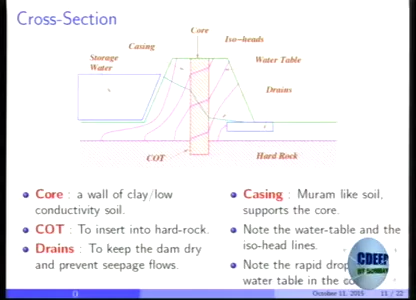 Cross-Section
Core
Casing
Iso-heads
Storage
Water
Water Table
Drains
COT
Hard Rock
Core : a wall of clay/low
conductivity soil.
COT : To insert into hard-rock.
Drains : To keep the dam dry
and prevent seepage flows.
Casing : Muram like soil,
supports the core.
Note the water-table and the
iso-head lines.
Note the rapid drop
water table in the
CDEEP
IIT BOMBAY
October 11, 2015
11 / 22